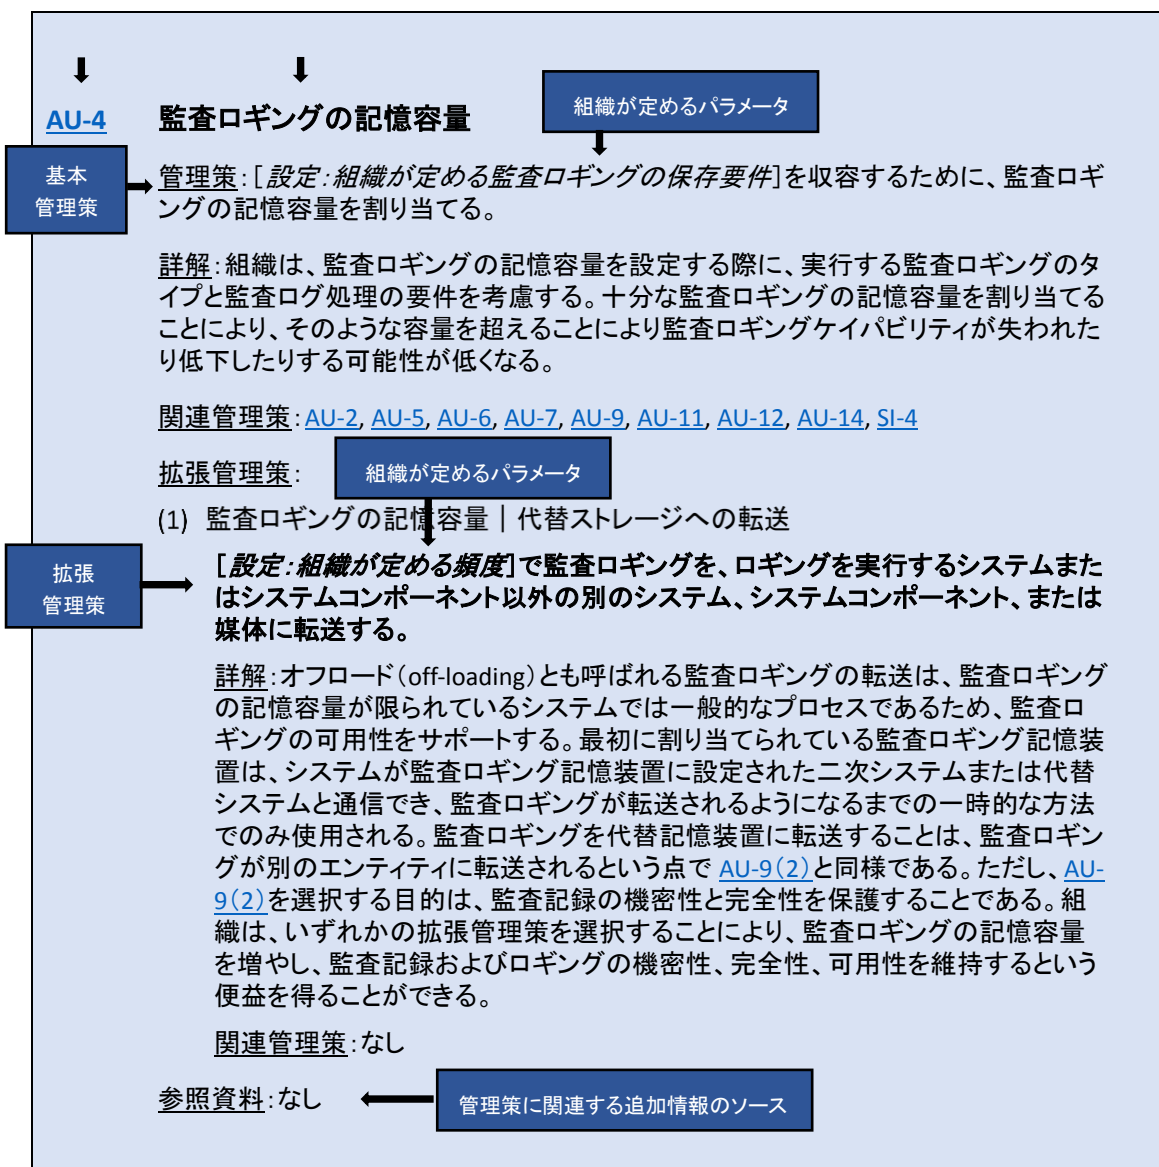 組織が定めるパラメータ
AU-4 監査ロギングの記憶容量
基本
管理策
管理策:[設定:組織が定める監査ロギングの保存要件]を収容するために、監査ロギ
ングの記憶容量を割り当てる。
詳解:組織は、監査ロギングの記憶容量を設定する際に、実行する監査ロギングのタ
イプと監査ログ処理の要件を考慮する。十分な監査ロギングの記憶容量を割り当てる
ことにより、そのような容量を超えることにより監査ロギングケイパビリティが失われた
り低下したりする可能性が低くなる。
関連管理策:AU-2, AU-5, AU-6, AU-7, AU-9, AU-11, AU-12, AU-14, SI-4
拡張管理策:
組織が定めるパラメータ
(1) 監査ロギングの記憶容量|代替ストレージへの転送
拡張
管理策
[設定:組織が定める頻度]で監査ロギングを、ロギングを実行するシステムまた
はシステムコンポーネント以外の別のシステム、システムコンポーネント、または
媒体に転送する。
詳解:オフロード(off-loading)とも呼ばれる監査ロギングの転送は、監査ロギング
の記憶容量が限られているシステムでは一般的なプロセスであるため、監査ロ
ギングの可用性をサポートする。最初に割り当てられている監査ロギング記憶装
置は、システムが監査ロギング記憶装置に設定された二次システムまたは代替
システムと通信でき、監査ロギングが転送されるようになるまでの一時的な方法
でのみ使用される。監査ロギングを代替記憶装置に転送することは、監査ロギン
グが別のエンティティに転送されるという点で AU-9(2)と同様である。ただし、AU-
9(2)を選択する目的は、監査記録の機密性と完全性を保護することである。組
織は、いずれかの拡張管理策を選択することにより、監査ロギングの記憶容量
を増やし、監査記録およびロギングの機密性、完全性、可用性を維持するという
便益を得ることができる。
関連管理策:なし
参照資料:なし
管理策に関連する追加情報のソース